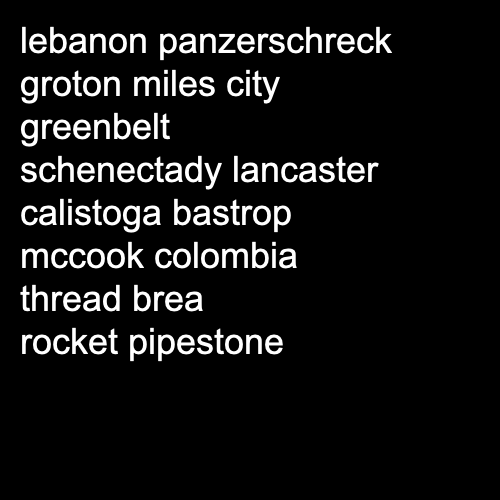 lebanon panzerschreck
groton miles city
greenbelt
schenectady lancaster
calistoga bastrop
mccook colombia
thread brea
rocket pipestone